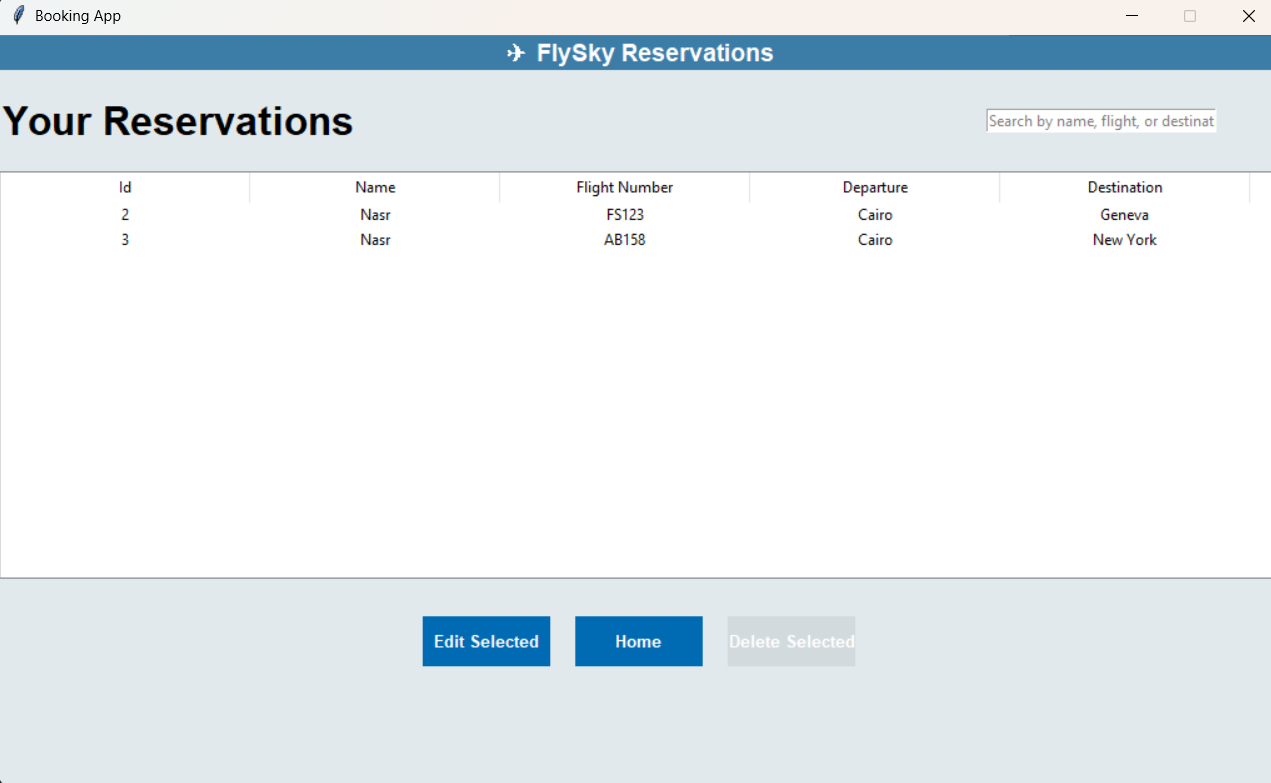 Booking App
✈ FlySky Reservations
Your Reservations
Search by name, flight, or destinat
Id Name Flight Number Departure Destination
2 Nasr FS123 Cairo Geneva
3 Nasr AB158 Cairo New York
Edit Selected Home Delete Selected